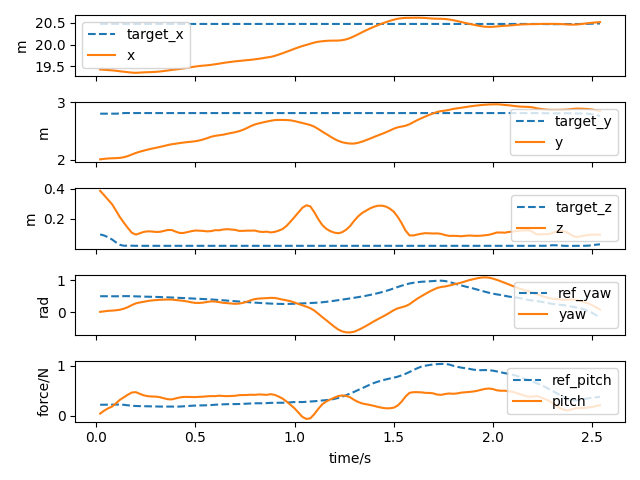 20.5
20.0
19.5
m
target_x
x
3
2
m
target_y
y
0.4
0.2
m
target_z
z
1
0
rad
ref_yaw
yaw
1
0
force/N
ref_pitch
pitch
0.0 0.5 1.0 1.5 2.0 2.5
time/s